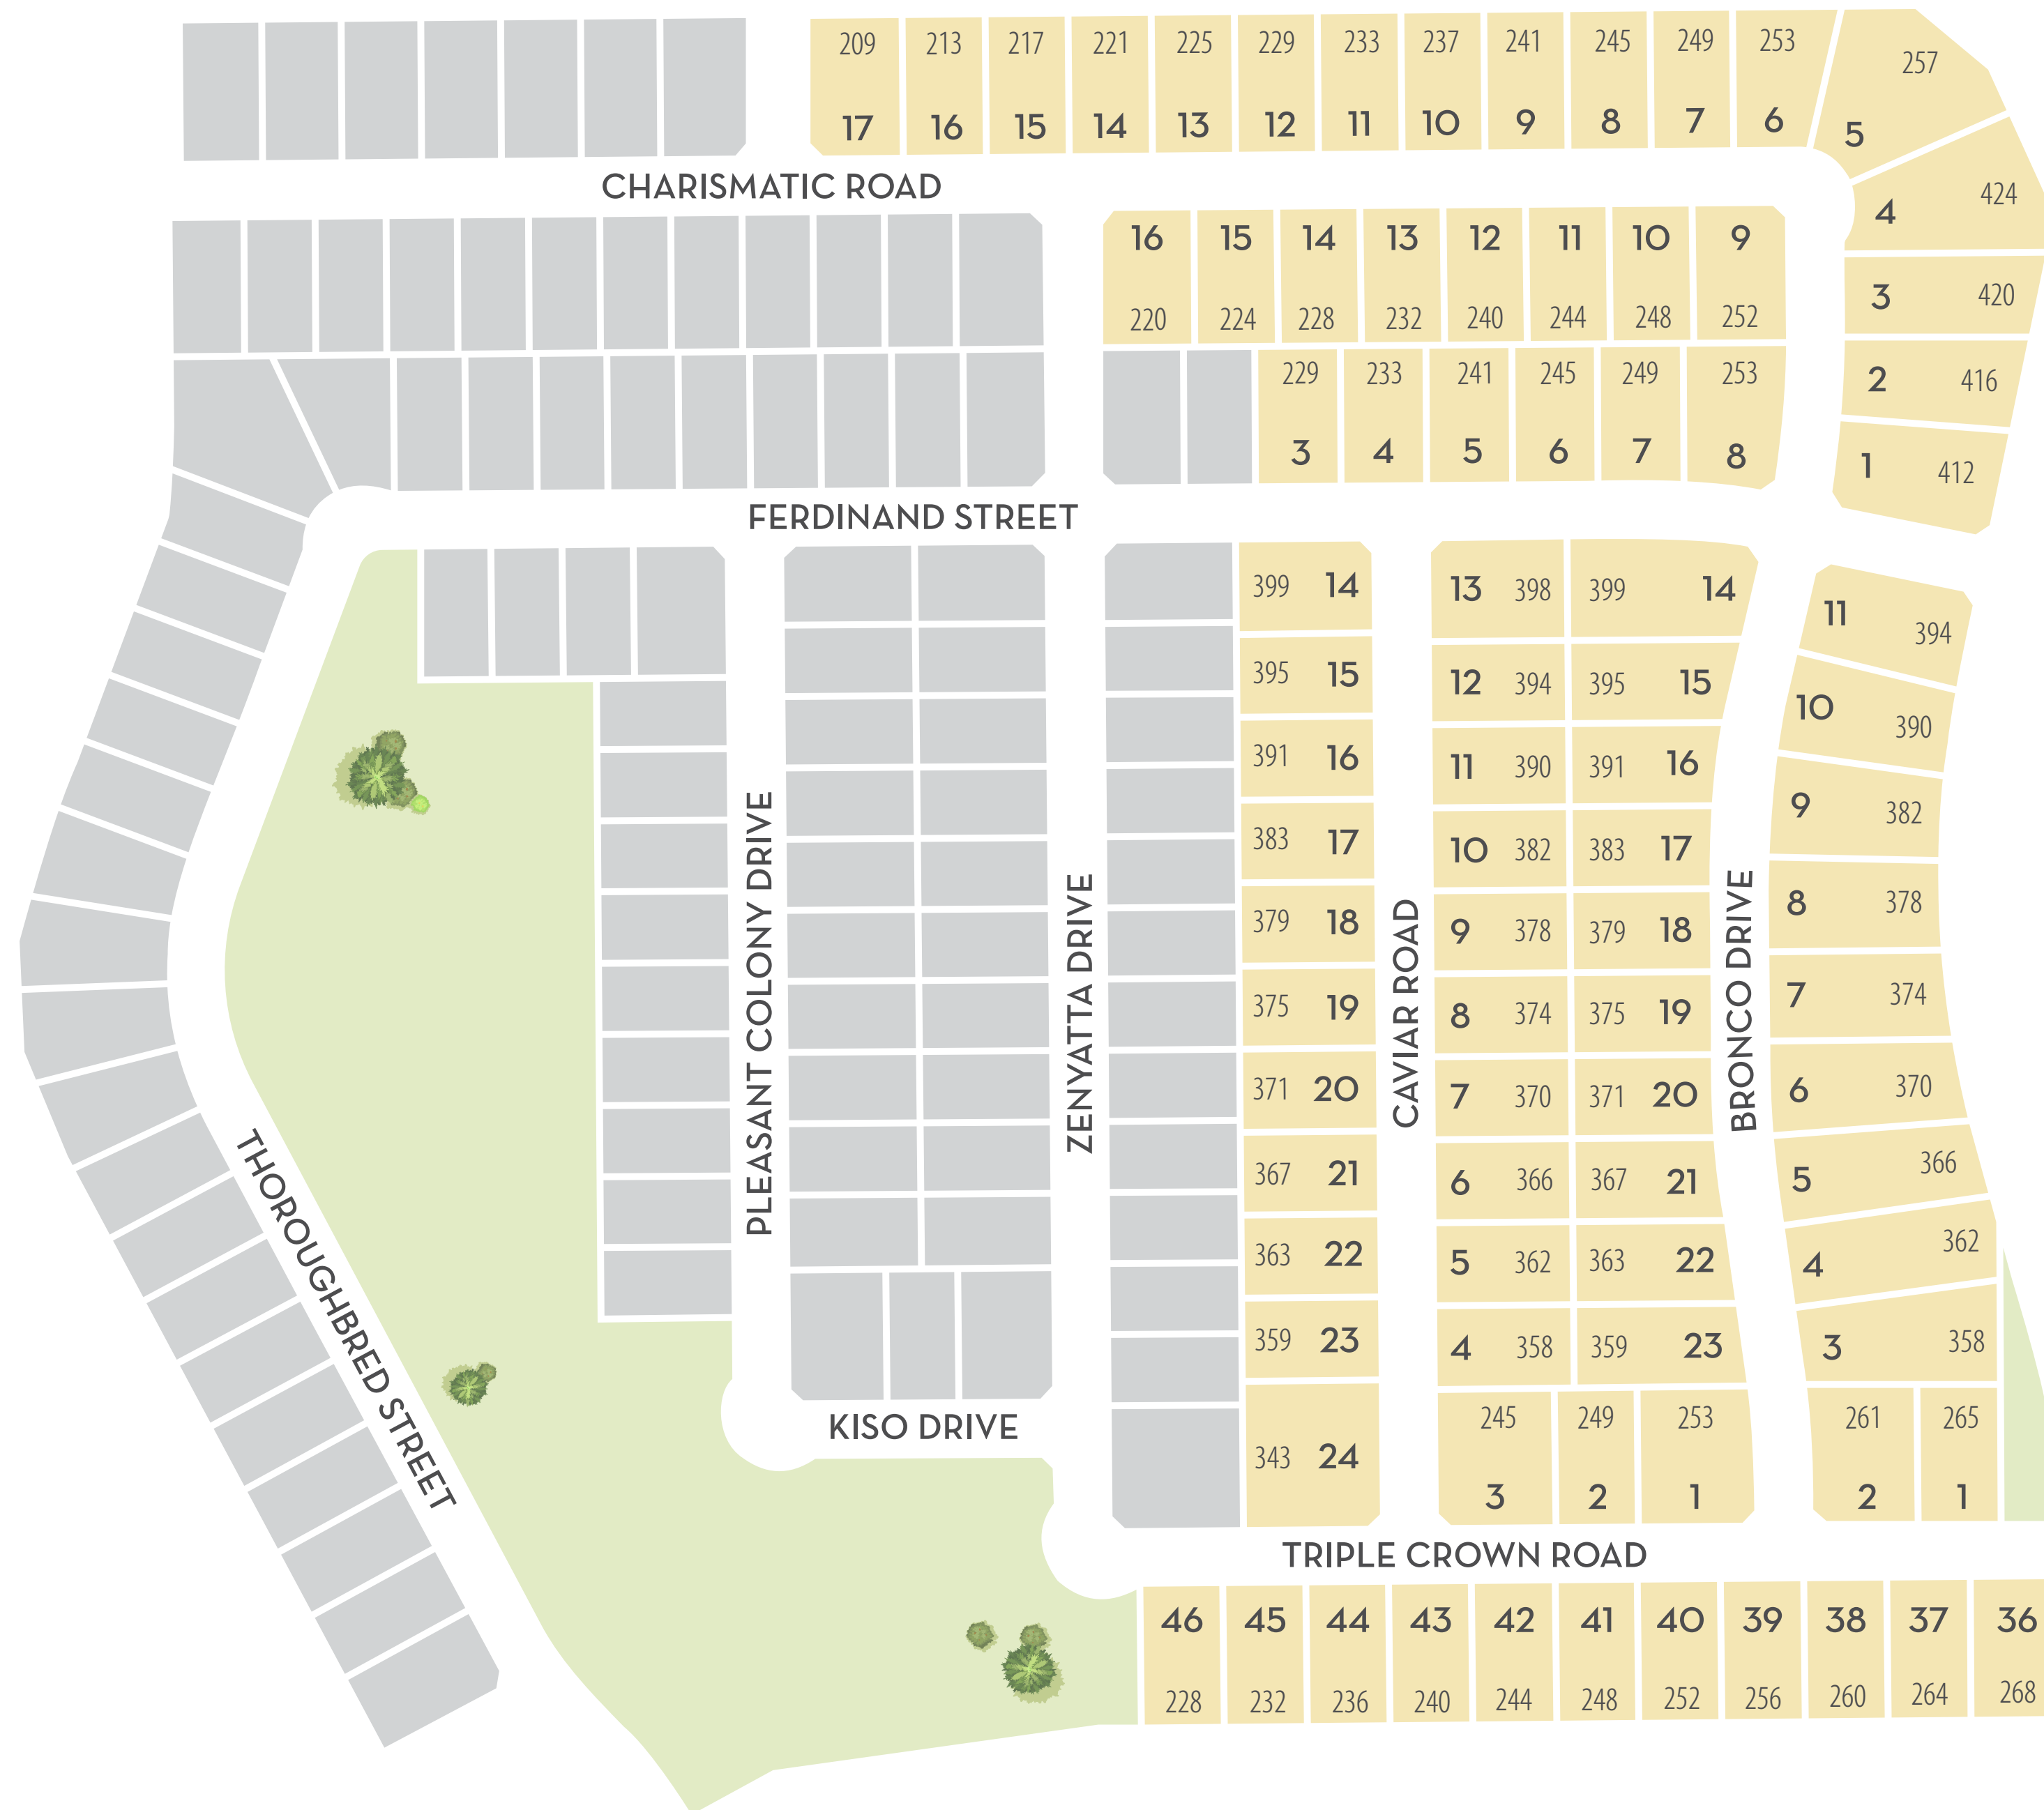 209 213 217 221 225 229 233 237 241 245 249 253 257
17 16 15 14 13 12 11 10 9 8 7 6 5
CHARISMATIC ROAD
424
4
16 15 14 13 12 11 10 9
220 224 228 232 240 244 248 252
3 420
229 233 241 245 249 253
2 416
3 4 5 6 7 8
1 412
FERDINAND STREET
399 14 13 398 399 14
11 394
395 15 12 394 395 15
10 390
391 16 11 390 391 16
9 382
383 17 10 382 383 17
8 378
379 18 9 378 379 18
7 374
375 19 8 374 375 19
6 370
371 20 7 370 371 20
5 366
367 21 6 366 367 21
4 362
363 22 5 362 363 22
3 358
359 23 4 358 359 23
PLEASANT COLONY DRIVE
ZENYATTA DRIVE
CAVIAR ROAD
BRONCO DRIVE
THOROUGHBRED STREET
KISO DRIVE
343 24
245 249 253 261 265
3 2 1 2 1
TRIPLE CROWN ROAD
46 45 44 43 42 41 40 39 38 37 36
228 232 236 240 244 248 252 256 260 264 268